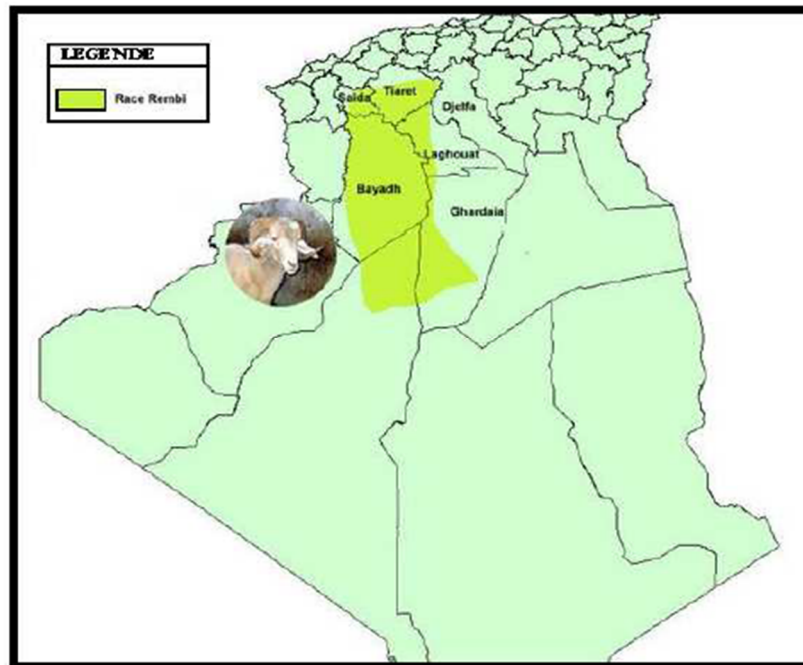 LEGENDE
Race Rembi
Saida
Tiaret
Djelfa
Laghouat
Bayadh
Ghardaia